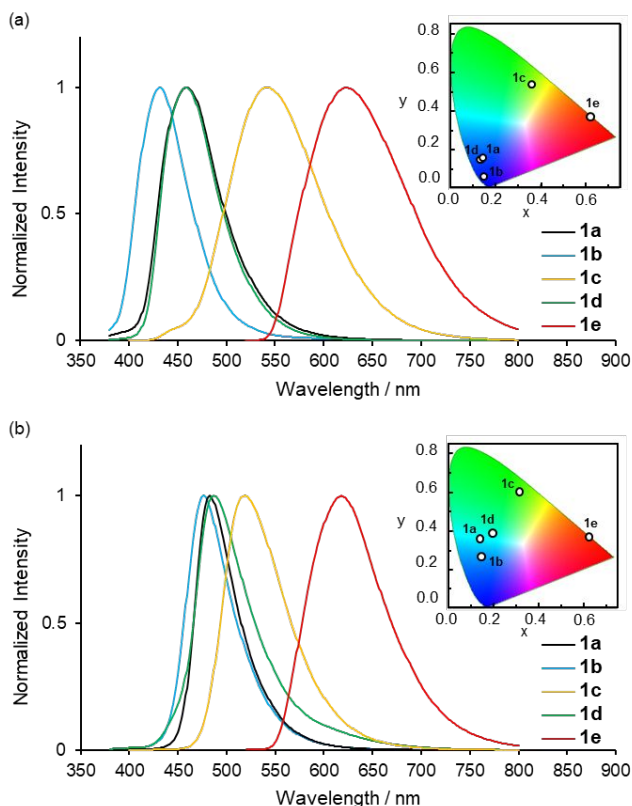 (a)
Normalized Intensity
1
0.5
0
350 400 450 500 550 600 650 700 750 800 850 900
Wavelength / nm
0.8
0.6
0.4
0.2
0.0
y
0.0 0.2 0.4 0.6
x
1c
1e
1d 1a
1b
1a
1b
1c
1d
1e
(b)
Normalized Intensity
1
0.5
0
350 400 450 500 550 600 650 700 750 800 850 900
Wavelength / nm
0.8
0.6
0.4
0.2
0.0
y
0.0 0.2 0.4 0.6
x
1c
1e
1a 1d
1b
1a
1b
1c
1d
1e